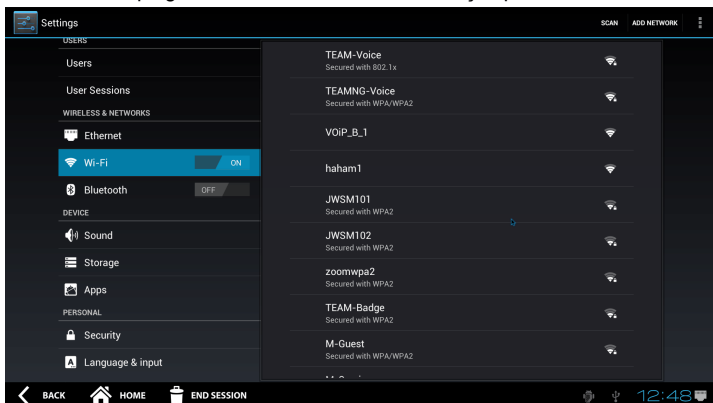 Settings
SCAN
ADD NETWORK
USERS
Users
User Sessions
WIRELESS & NETWORKS
Ethernet
Wi-Fi
ON
Bluetooth
OFF
DEVICE
Sound
Storage
Apps
PERSONAL
Security
Language & input
TEAM-Voice
Secured with 802.1x
TEAMNG-Voice
Secured with WPA/WPA2
VOiP_B_1
haham1
JWSM101
Secured with WPA2
JWSM102
Secured with WPA2
zoomwpa2
Secured with WPA2
TEAM-Badge
Secured with WPA2
M-Guest
Secured with WPA/WPA2
BACK
HOME
END SESSION
12:48